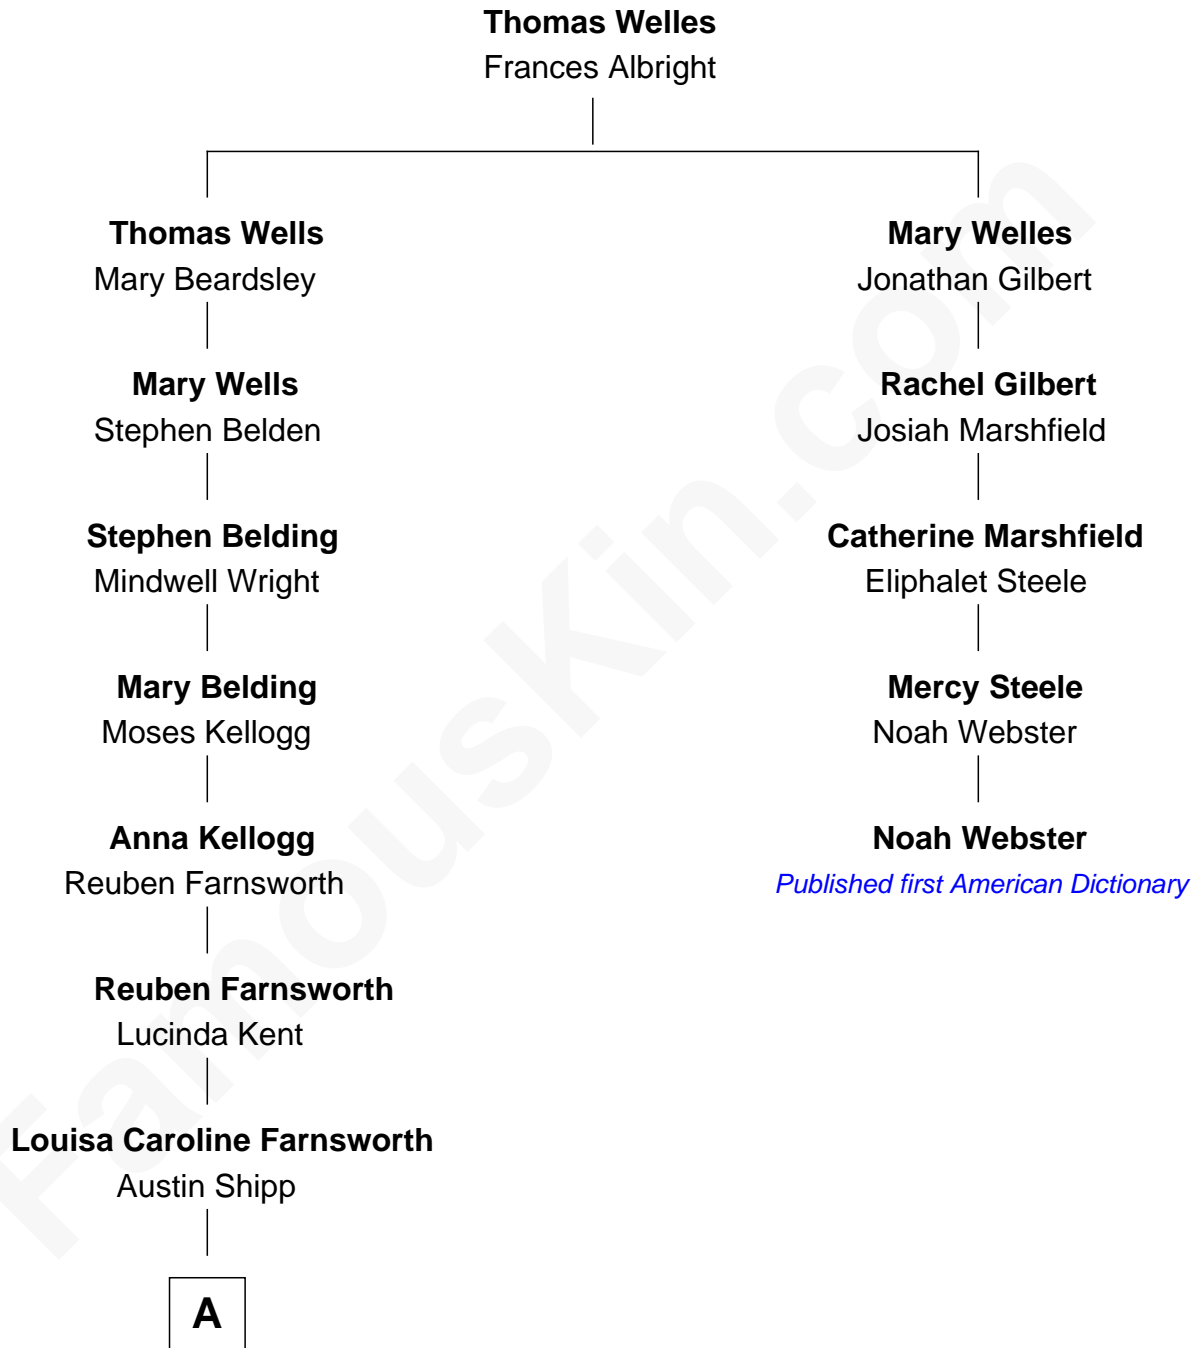 Thomas Welles
Frances Albright
Thomas Wells
Mary Beardsley
Mary Welles
Jonathan Gilbert
Mary Wells
Stephen Belden
Rachel Gilbert
Josiah Marshfield
Stephen Belding
Mindwell Wright
Catherine Marshfield
Eliphalet Steele
Mary Belding
Moses Kellogg
Mercy Steele
Noah Webster
Anna Kellogg
Reuben Farnsworth
Noah Webster
Published first American Dictionary
Reuben Farnsworth
Lucinda Kent
Louisa Caroline Farnsworth
Austin Shipp
A
FamousKin.com